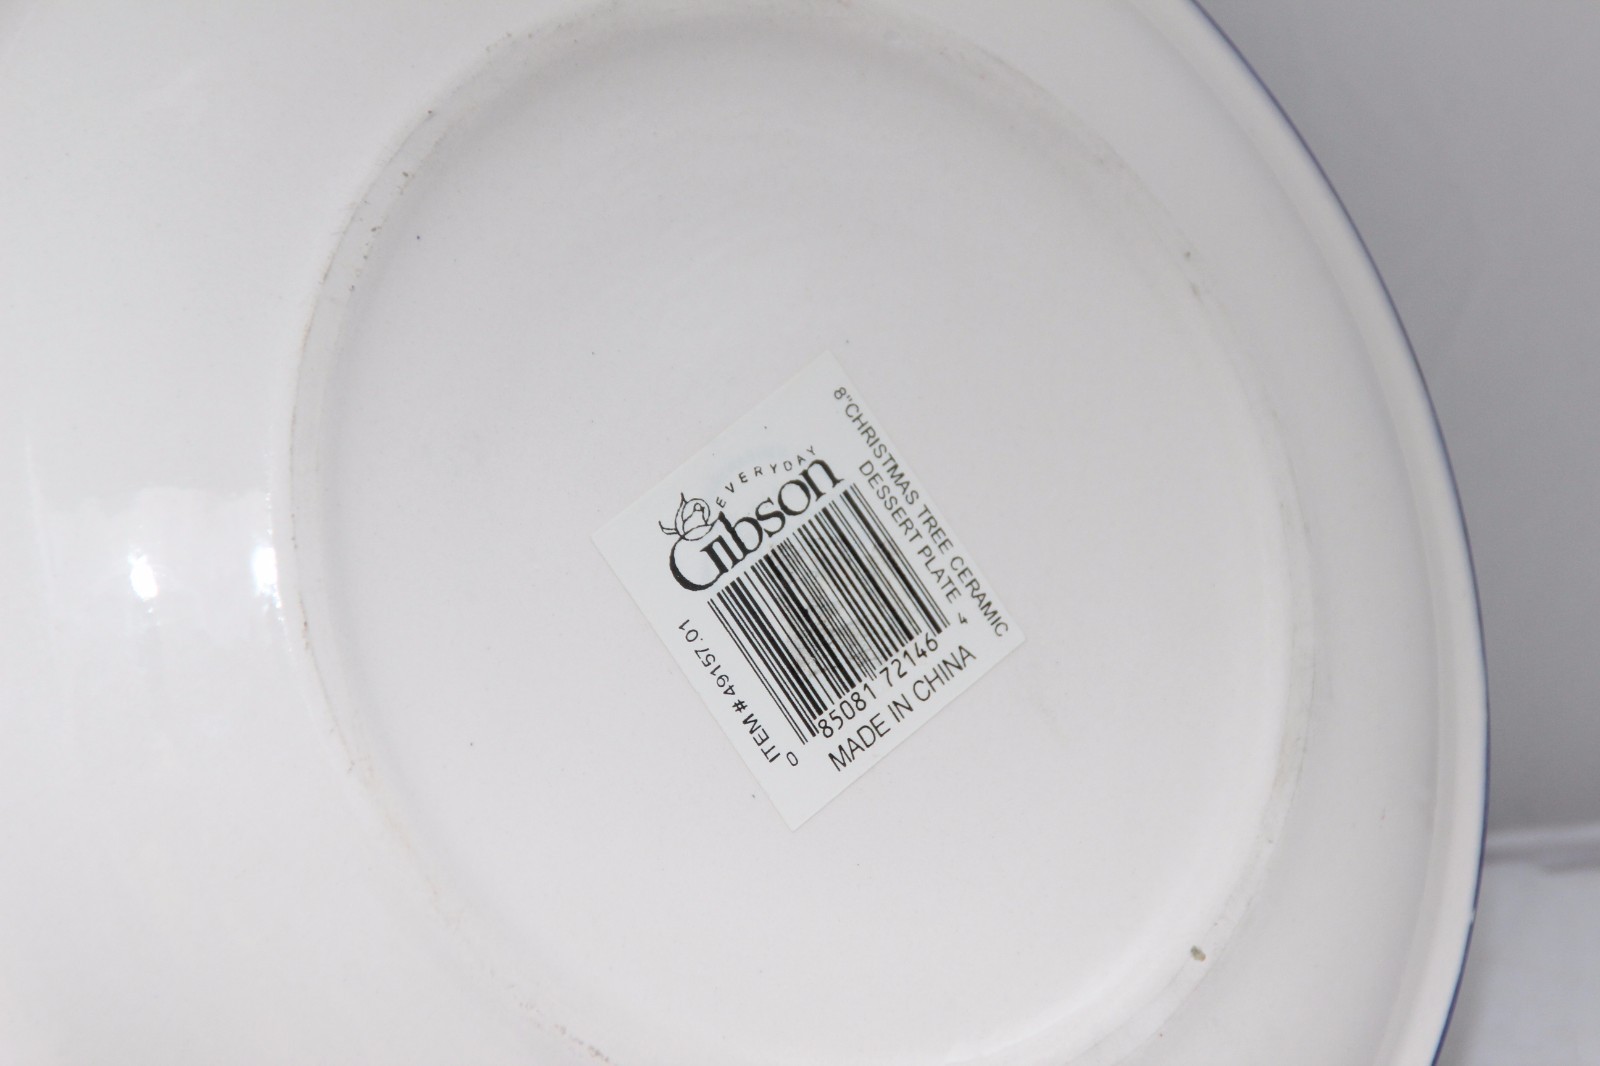 8"CHRISTMAS TREE CERAMIC
DESSERT PLATE
EVERYDAY
Gibson
ITEM# 49157.01
0 85081 72146 4
MADE IN CHINA